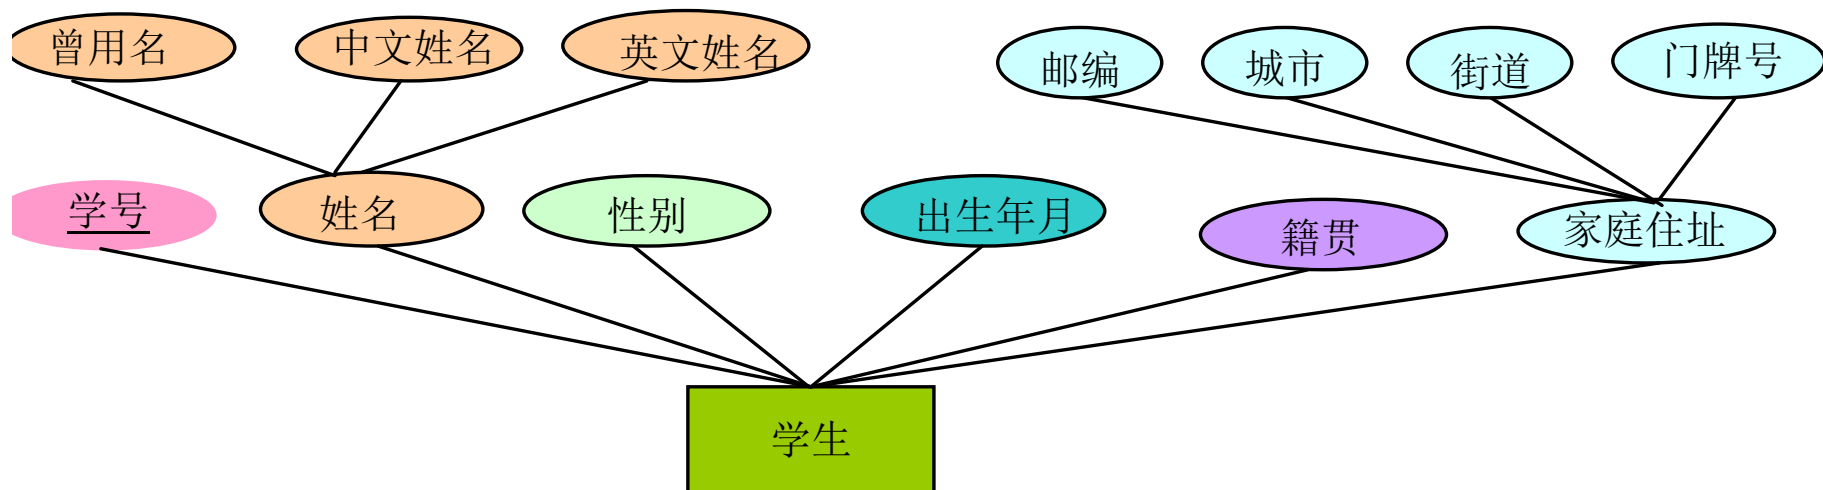 曾用名
中文姓名
英文姓名
邮编
城市
街道
门牌号
学号
姓名
性别
出生年月
籍贯
家庭住址
学生